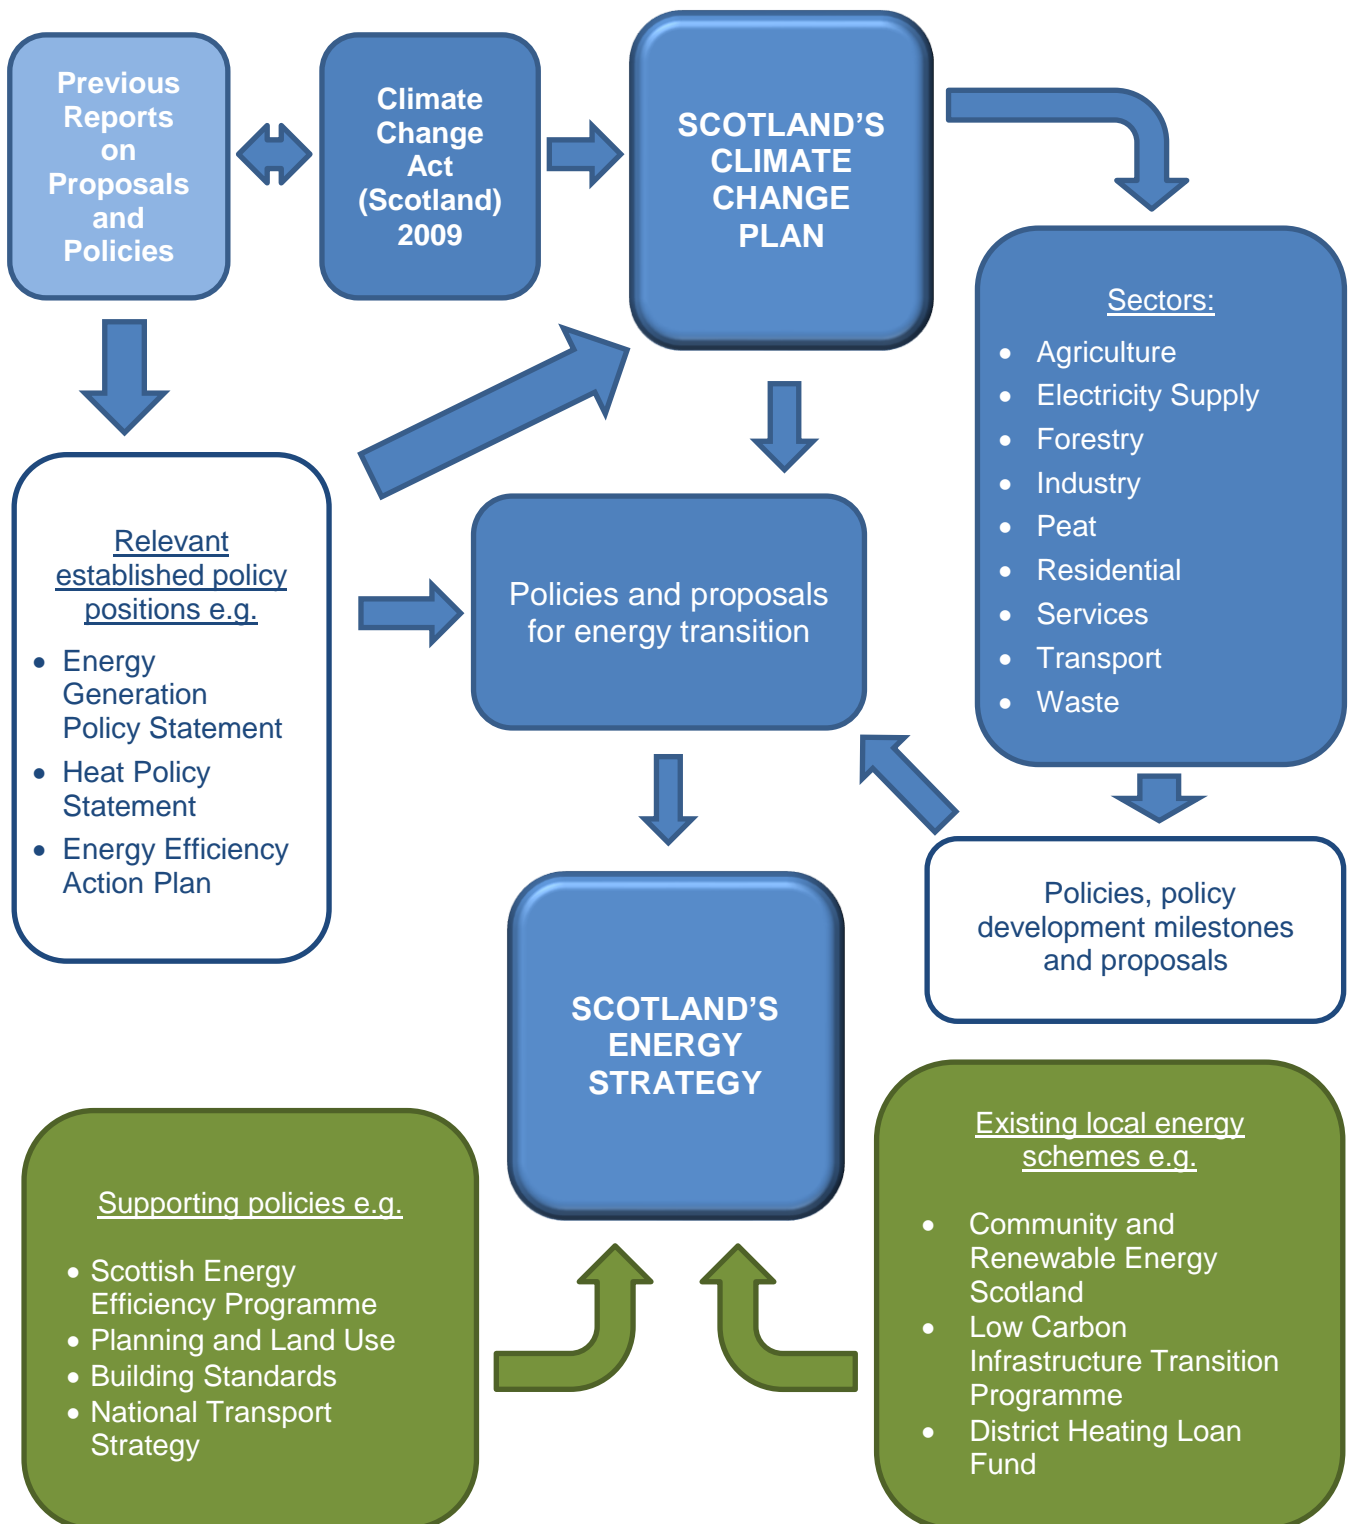 Previous
Reports
on
Proposals
and
Policies
Climate
Change
Act
(Scotland)
2009
SCOTLAND’S
CLIMATE
CHANGE
PLAN
Sectors:
• Agriculture
• Electricity Supply
• Forestry
• Industry
• Peat
• Residential
• Services
• Transport
• Waste
Relevant
established policy
positions e.g.
• Energy
Generation
Policy Statement
• Heat Policy
Statement
• Energy Efficiency
Action Plan
Policies and proposals
for energy transition
Policies, policy
development milestones
and proposals
SCOTLAND’S
ENERGY
STRATEGY
Supporting policies e.g.
• Scottish Energy
Efficiency Programme
• Planning and Land Use
• Building Standards
• National Transport
Strategy
Existing local energy
schemes e.g.
• Community and
Renewable Energy
Scotland
• Low Carbon
Infrastructure Transition
Programme
• District Heating Loan
Fund